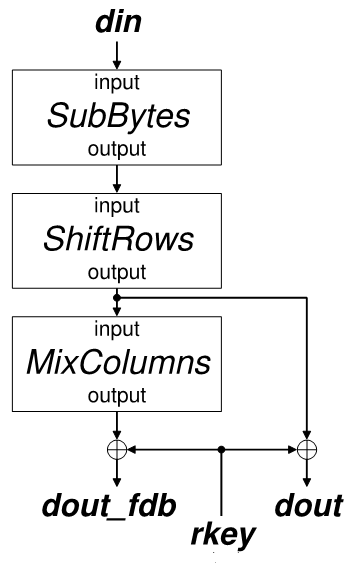 din
input
SubBytes
output
input
ShiftRows
output
input
MixColumns
output
dout_fdb
dout
rkey